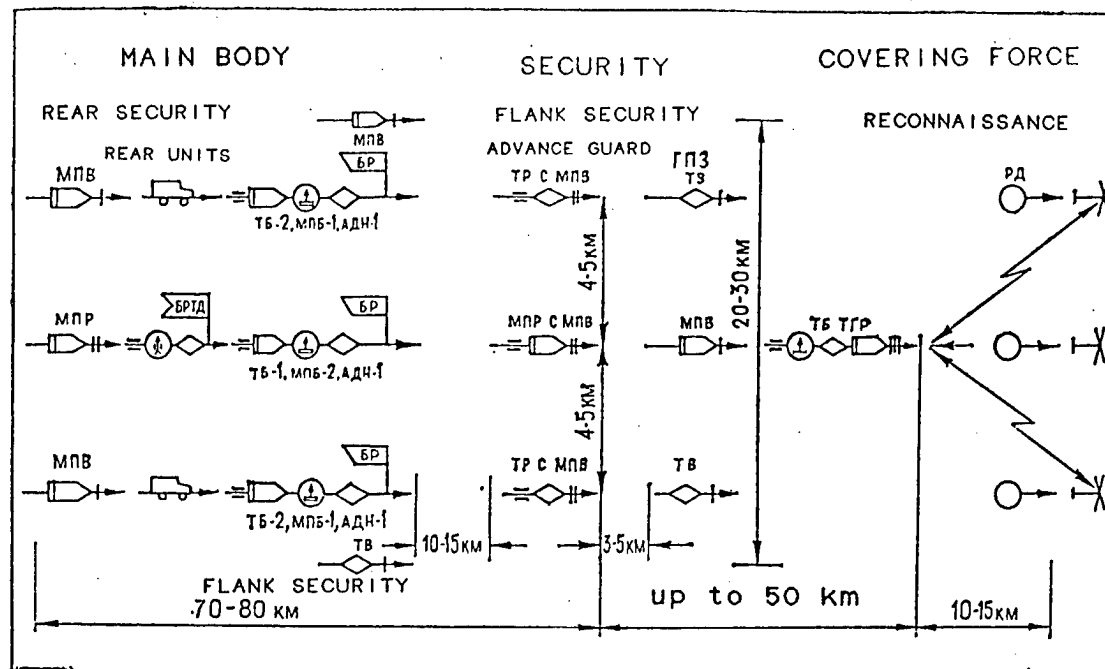 MAIN BODY
SECURITY
COVERING FORCE
REAR SECURITY
МПВ
FLANK SECURITY
RECONNAISSANCE
REAR UNITS
БР
ADVANCE GUARD
ГПЗ
МПВ
ТР С МПВ
ТЗ
РД
ТБ-2, МПБ-1, АДН-1
4-5КМ
20-30КМ
БРТД
БР
МПР
МПР С МПВ
МПВ
ТБ ТГР
ТБ-1, МПБ-2, АДН-1
4-5КМ
БР
МПВ
ТР С МПВ
ТВ
ТБ-2, МПБ-1, АДН-1
ТВ
10-15КМ
3-5КМ
FLANK SECURITY
70-80 КМ
up to 50 km
10-15КМ